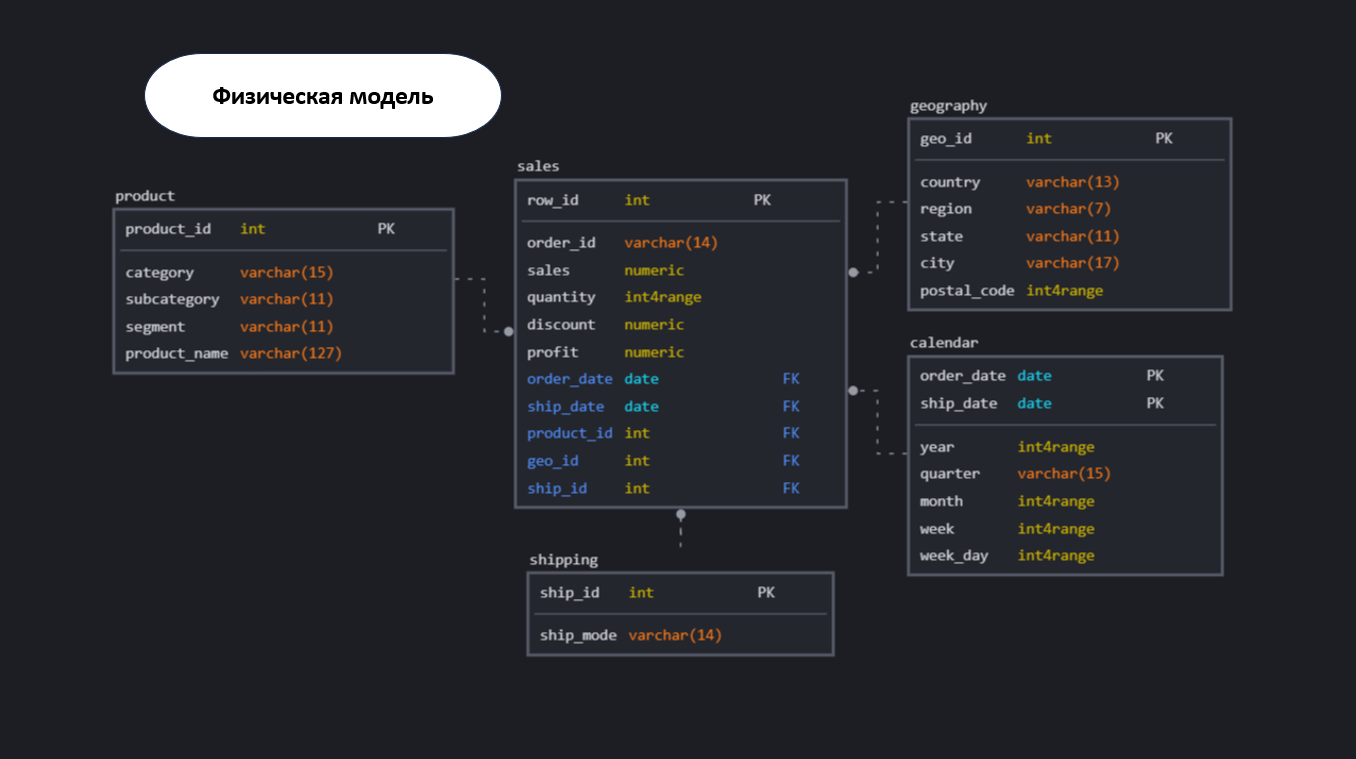 Физическая модель
product
product_id int PK
category varchar(15)
subcategory varchar(11)
segment varchar(11)
product_name varchar(127)
sales
row_id int PK
order_id varchar(14)
sales numeric
quantity int4range
discount numeric
profit numeric
order_date date FK
ship_date date FK
product_id int FK
geo_id int FK
ship_id int FK
shipping
ship_id int PK
ship_mode varchar(14)
geography
geo_id int PK
country varchar(13)
region varchar(7)
state varchar(11)
city varchar(17)
postal_code int4range
calendar
order_date date PK
ship_date date PK
year int4range
quarter varchar(15)
month int4range
week int4range
week_day int4range